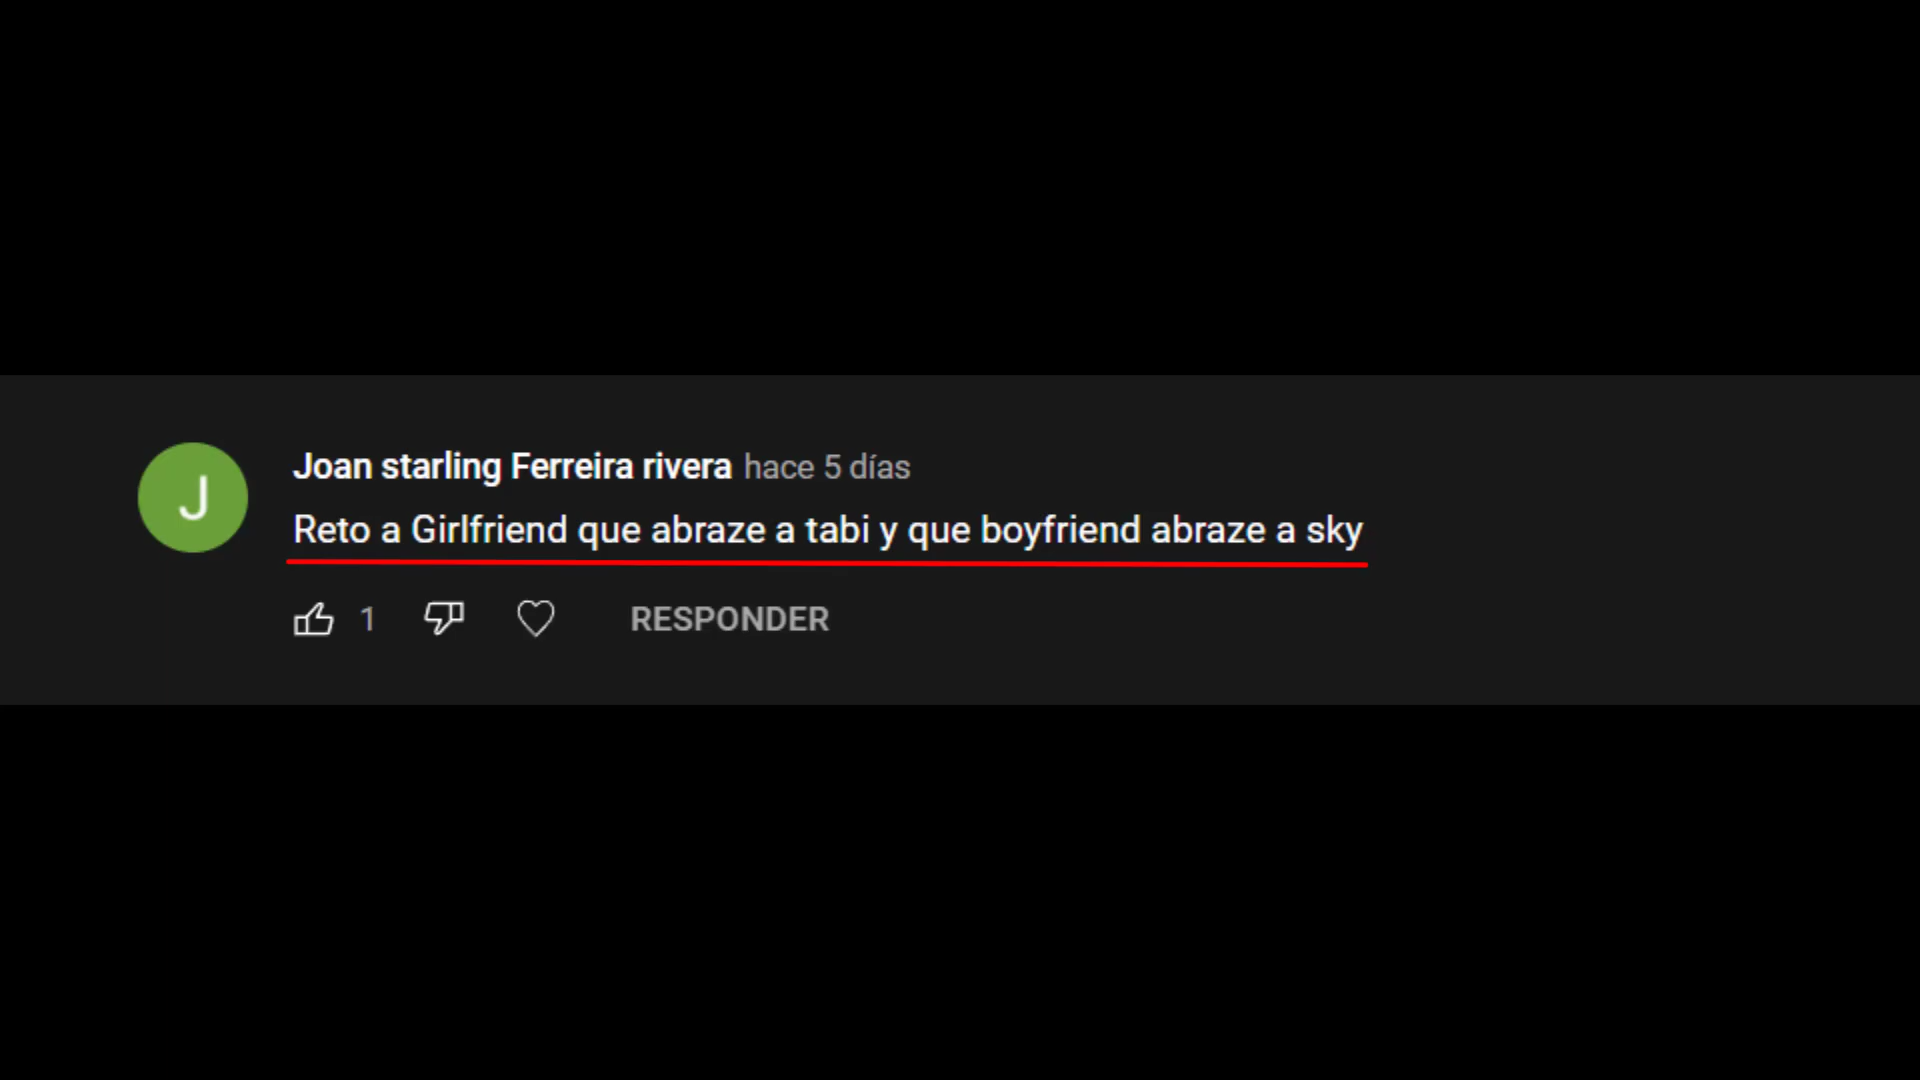 J
Joan starling Ferreira rivera hace 5 días
Reto a Girlfriend que abraze a tabi y que boyfriend abraze a sky
1 RESPONDER